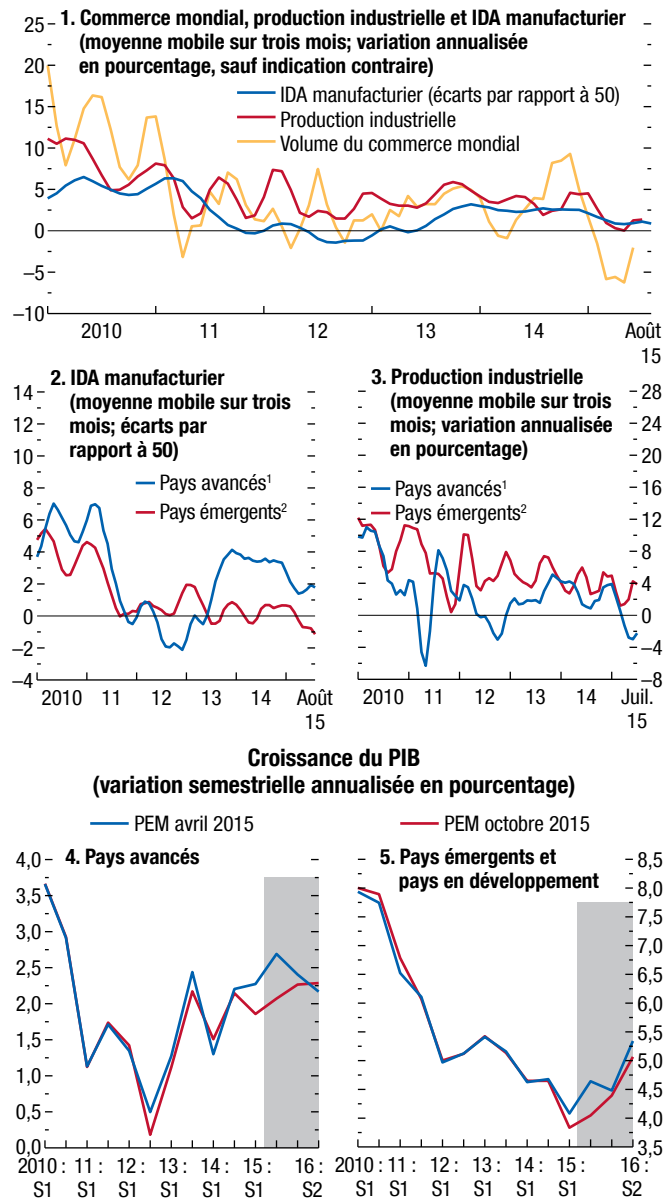 1. Commerce mondial, production industrielle et IDA manufacturier
(moyenne mobile sur trois mois; variation annualisée
en pourcentage, sauf indication contraire)
IDA manufacturier (écarts par rapport à 50)
Production industrielle
Volume du commerce mondial
25
20
15
10
5
0
–5
–10
2010 11 12 13 14 Août
15
2. IDA manufacturier
(moyenne mobile sur trois
mois; écarts par
rapport à 50)
Pays avancés¹
Pays émergents²
14
12
10
8
6
4
2
0
–2
–4
2010 11 12 13 14 Août
15
3. Production industrielle
(moyenne mobile sur trois
mois; variation annualisée
en pourcentage)
Pays avancés¹
Pays émergents²
28
24
20
16
12
8
4
0
–4
–8
2010 11 12 13 14 Juil.
15
Croissance du PIB
(variation semestrielle annualisée en pourcentage)
PEM avril 2015
PEM octobre 2015
4. Pays avancés
4,0
3,5
3,0
2,5
2,0
1,5
1,0
0,5
0,0
2010 : 11 : 12 : 13 : 14 : 15 : 16 :
S1 S1 S1 S1 S1 S1 S2
5. Pays émergents et
pays en développement
8,5
8,0
7,5
7,0
6,5
6,0
5,5
5,0
4,5
4,0
3,5
2010 : 11 : 12 : 13 : 14 : 15 : 16 :
S1 S1 S1 S1 S1 S1 S2